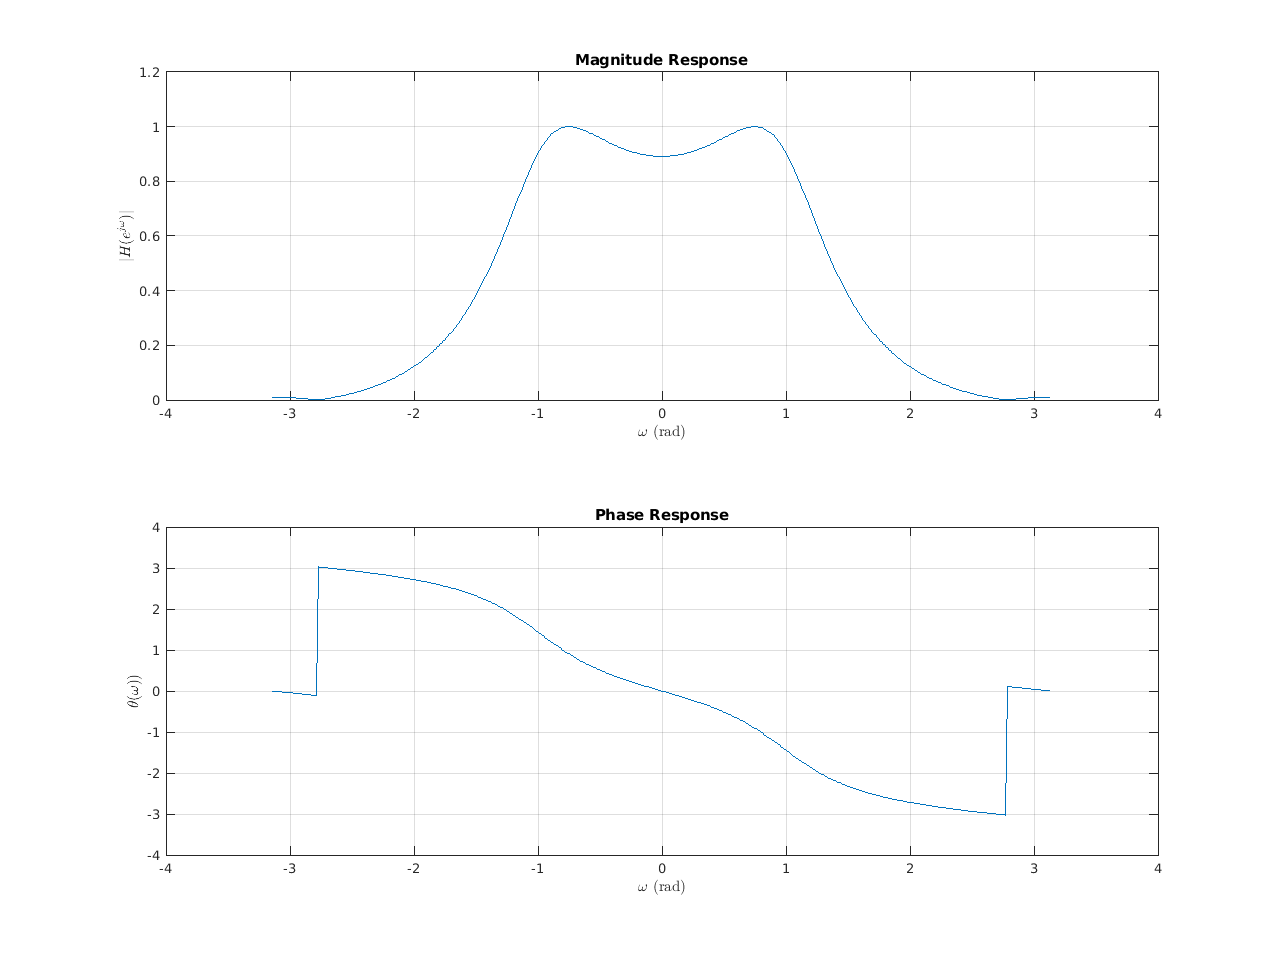 Magnitude Response
1.2
1
0.8
0.6
0.4
0.2
0
|H(e^{jω})|
-4 -3 -2 -1 0 1 2 3 4
ω (rad)
Phase Response
4
3
2
1
0
-1
-2
-3
-4
θ(ω))
-4 -3 -2 -1 0 1 2 3 4
ω (rad)